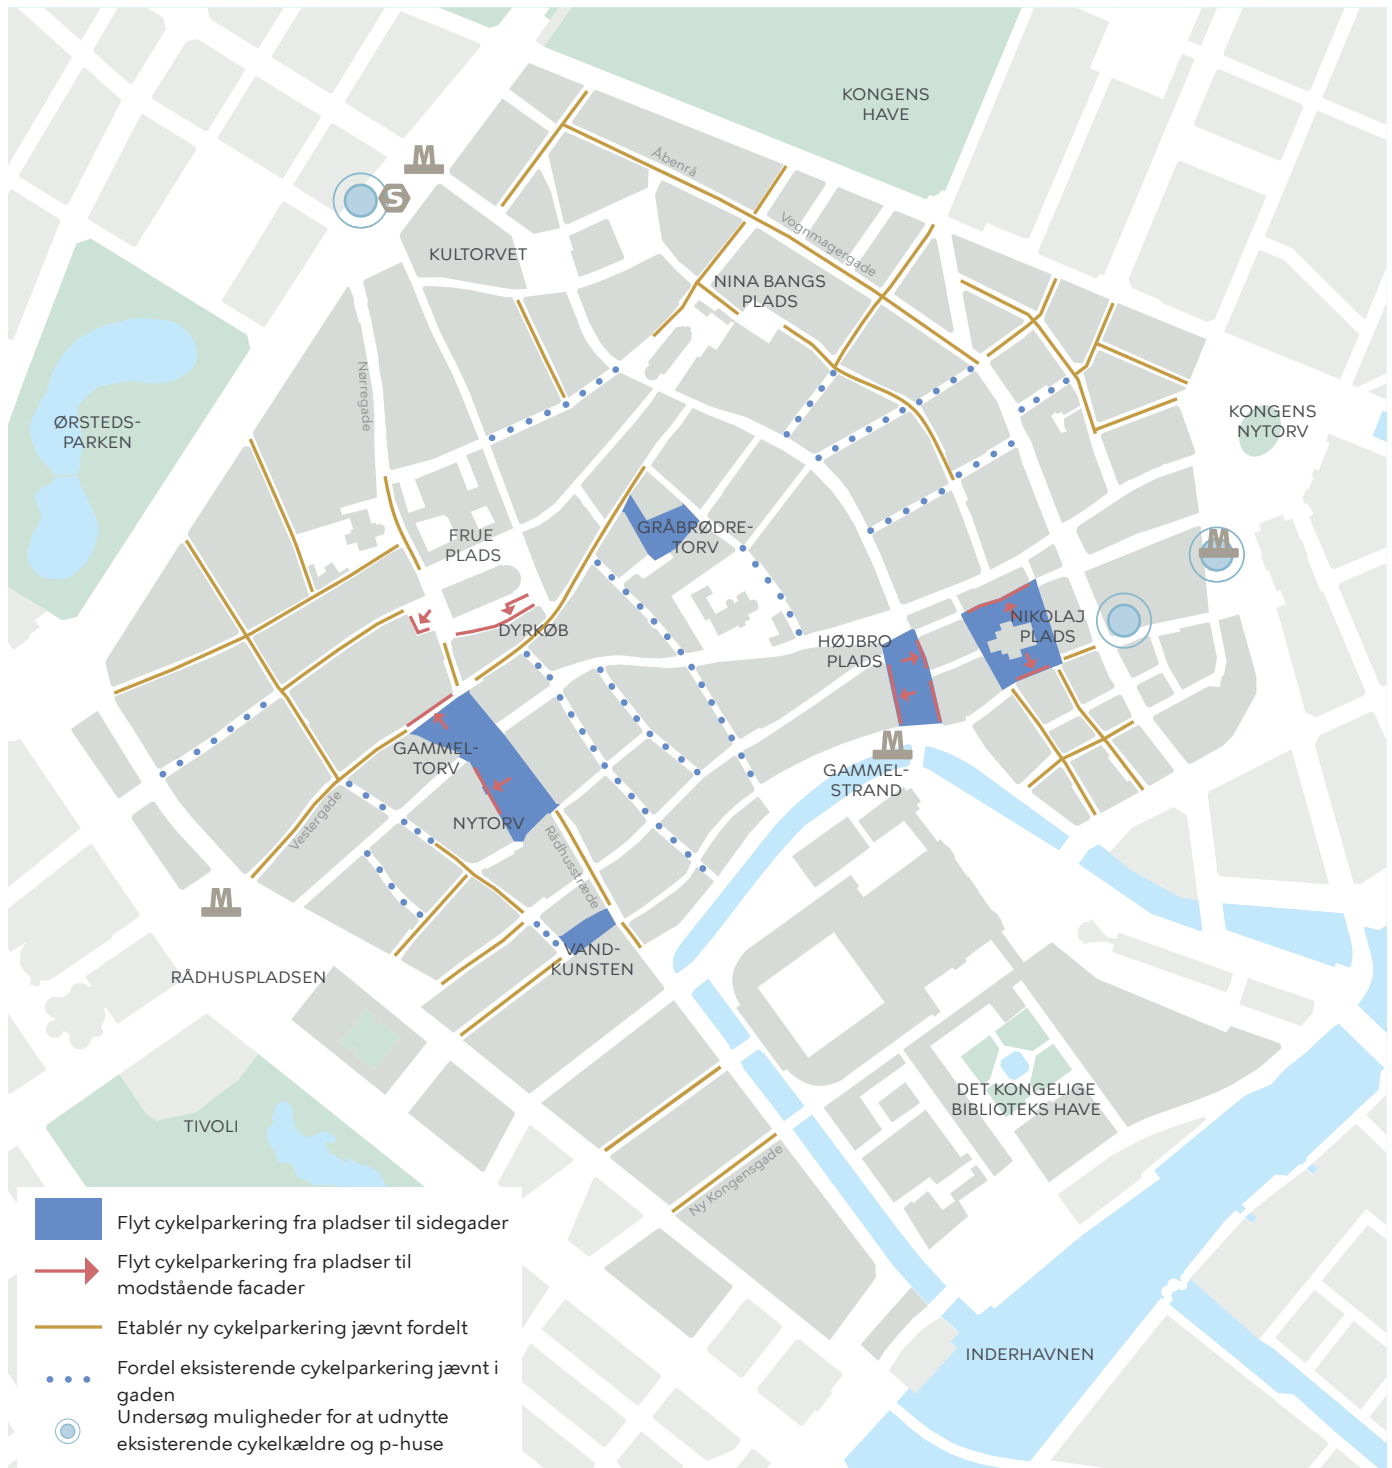 KONGENS
HAVE
Åbenrå
M
S
KULTORVET
Vognmagergade
NINA BANGS
PLADS
Nørregade
ØRSTEDS-
PARKEN
KONGENS
NYTORV
FRUE
PLADS
GRÅBRØDRE-
TORV
M
DYRKØB
NIKOLAJ
PLADS
HØJBRO
PLADS
GAMMEL-
TORV
M
GAMMEL-
STRAND
Vestergade
NYTORV
Rådhusstræde
M
VAND-
KUNSTEN
RÅDHUSPLADSEN
DET KONGELIGE
BIBLIOTEKS HAVE
TIVOLI
Ny Kongensgade
INDERHAVNEN
Flyt cykelparkering fra pladser til sidegader
Flyt cykelparkering fra pladser til
modstående facader
Etablér ny cykelparkering jævnt fordelt
Fordel eksisterende cykelparkering jævnt i
gaden
Undersøg muligheder for at udnytte
eksisterende cykelkældre og p-huse